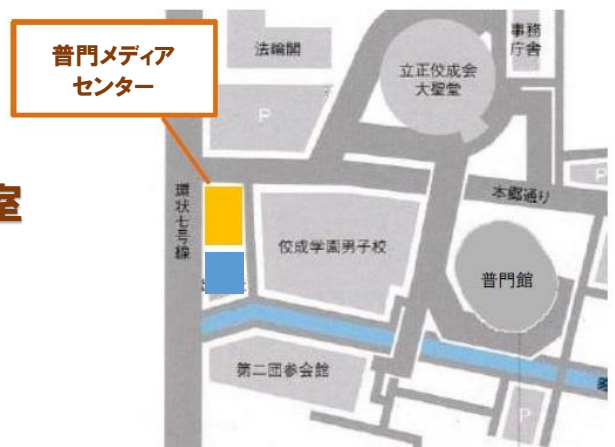 普門メディア
センター
法輪閣
立正佼成会
大聖堂
事務
庁舎
P
P
本郷通り
環状七号線
室
佼成学園男子校
普門館
第二団参会館
P